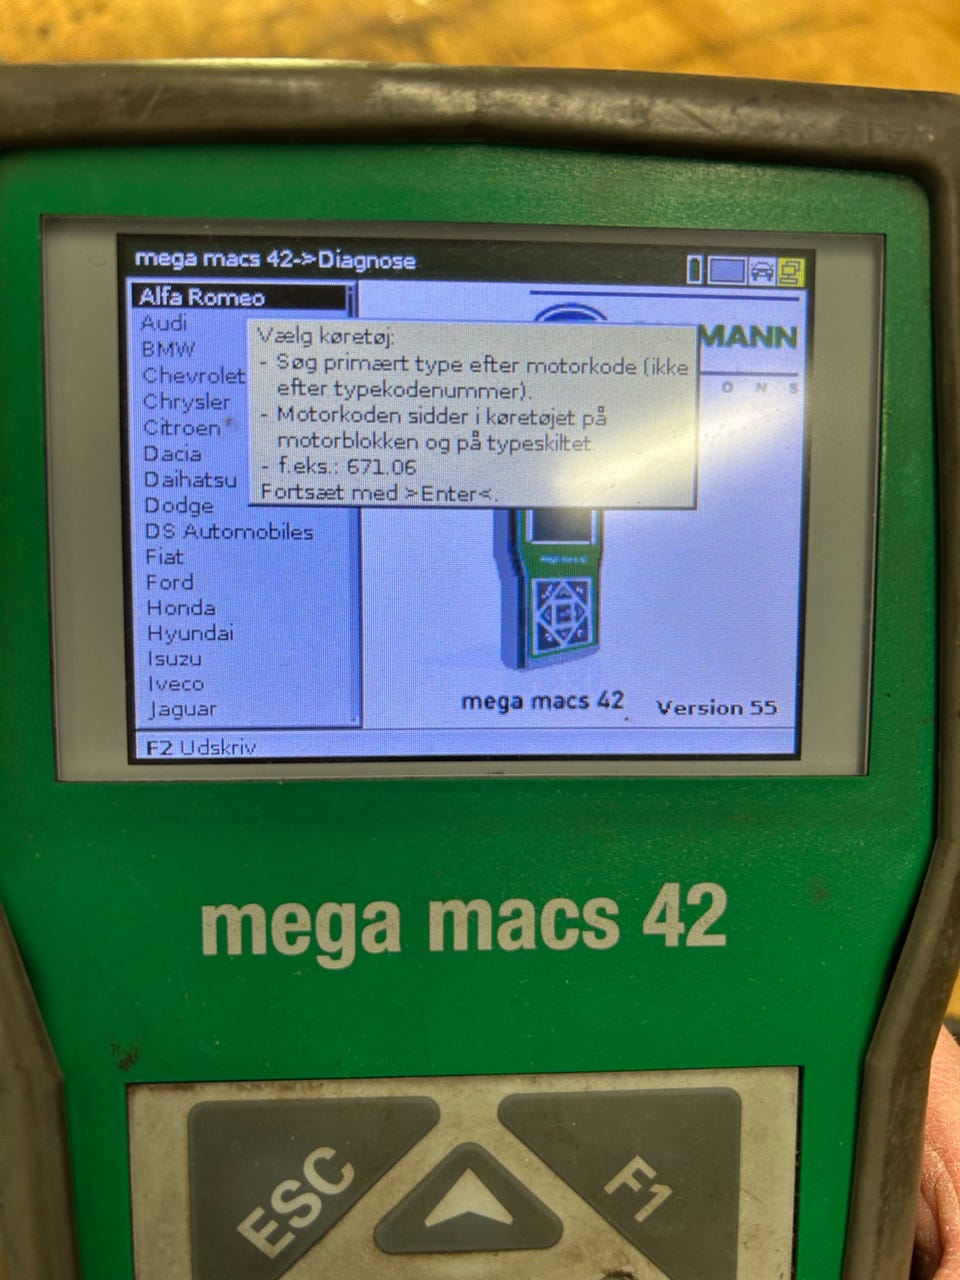 mega macs 42->Diagnose
Alfa Romeo
Audi
BMW
Chevrolet
Chrysler
Citroen
Dacia
Daihatsu
Dodge
DS Automobiles
Fiat
Ford
Honda
Hyundai
Isuzu
Iveco
Jaguar
Vælg køretøj:
- Søg primært type efter motorkode (ikke
efter typekodenummer).
- Motorkoden sidder i køretøjet på
motorblokken og på typeskiltet.
- f.eks.: 671.06
Fortsæt med >Enter<.
MANN
O N S
mega macs 42
mega macs 42
Version 55
F2 Udskriv
mega macs 42
ESC
F1